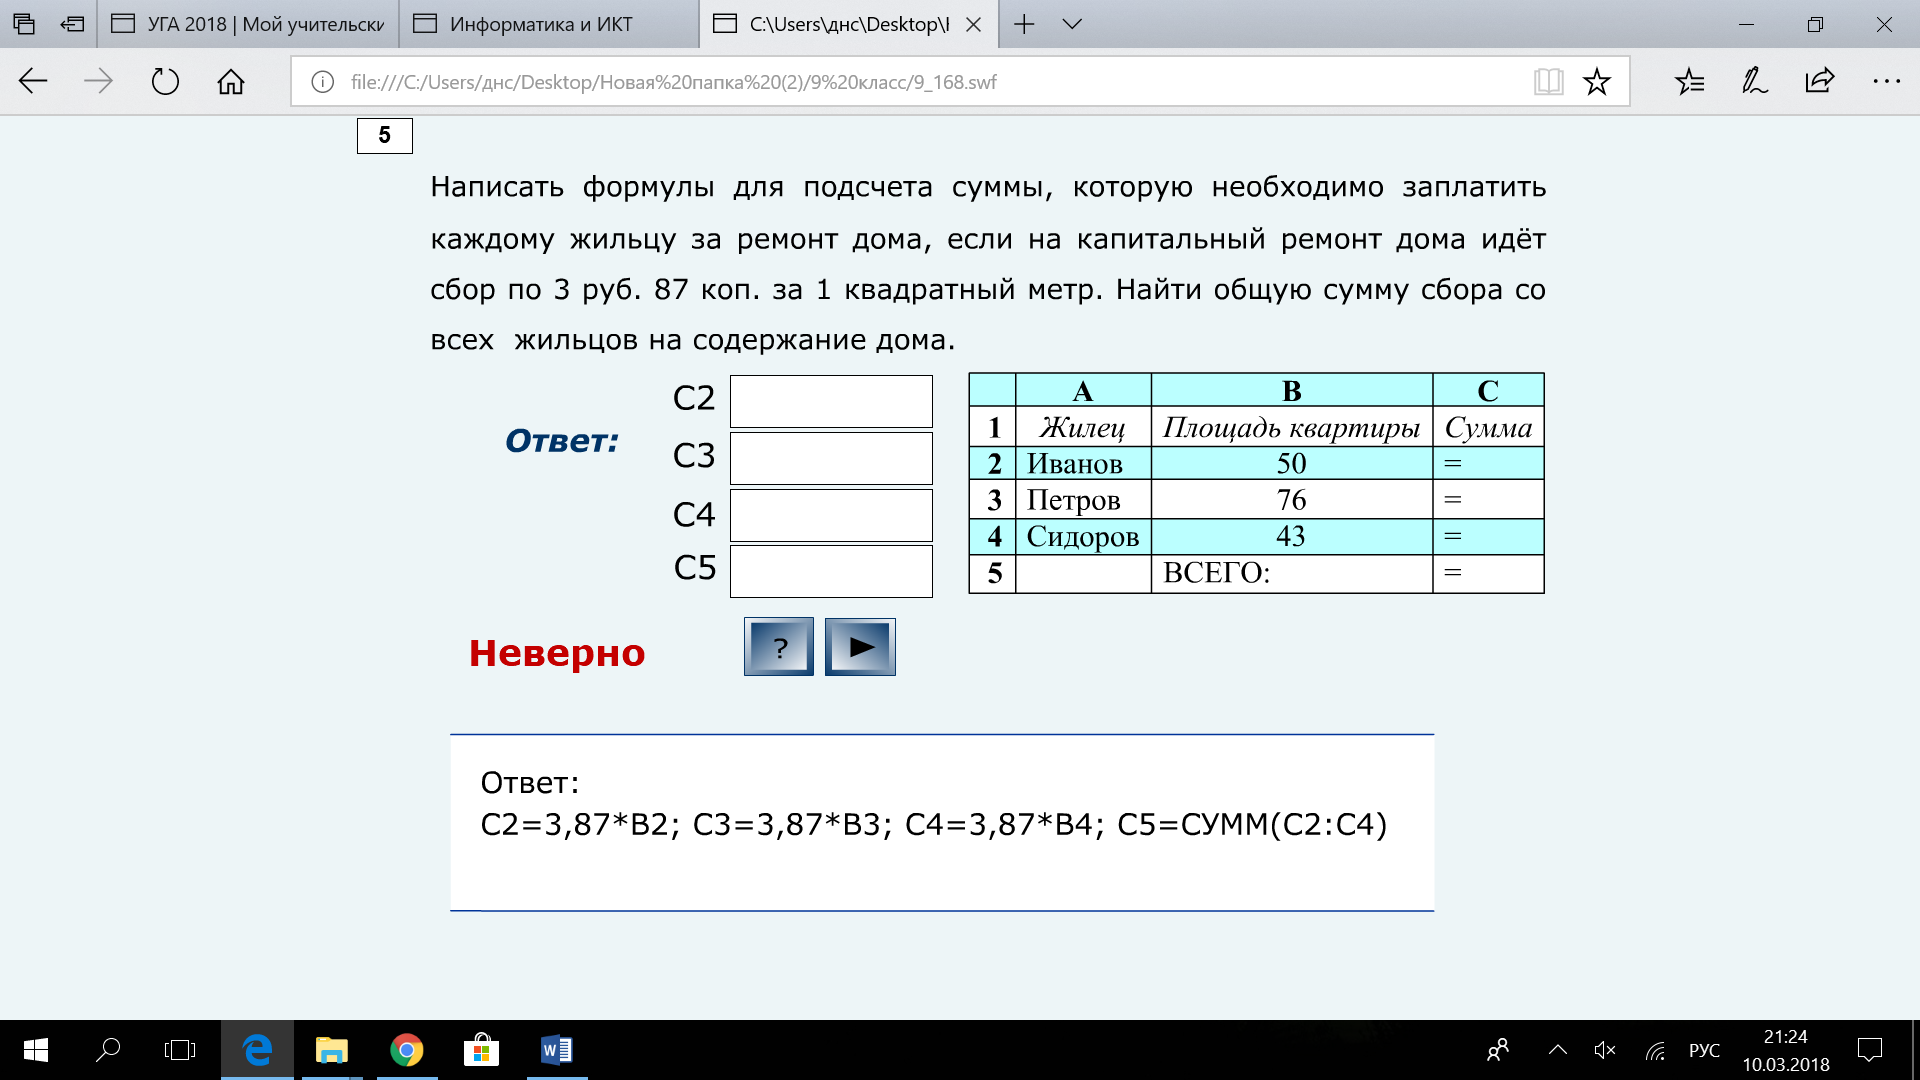 УГА 2018 | Мой учительски
Информатика и ИКТ
C:\Users\днс\Desktop\
file:///C:/Users/днс/Desktop/Новая%20папка%20(2)/9%20класс/9_168.swf
5
Написать формулы для подсчета суммы, которую необходимо заплатить
каждому жильцу за ремонт дома, если на капитальный ремонт дома идёт
сбор по 3 руб. 87 коп. за 1 квадратный метр. Найти общую сумму сбора со
всех жильцов на содержание дома.
Ответ:
C2
C3
C4
C5
A B C
1 Жилец Площадь квартиры Сумма
2 Иванов 50 =
3 Петров 76 =
4 Сидоров 43 =
5 ВСЕГО: =
Неверно
?
Ответ:
C2=3,87*B2; C3=3,87*B3; C4=3,87*B4; C5=СУММ(C2:C4)
РУС
21:24
10.03.2018